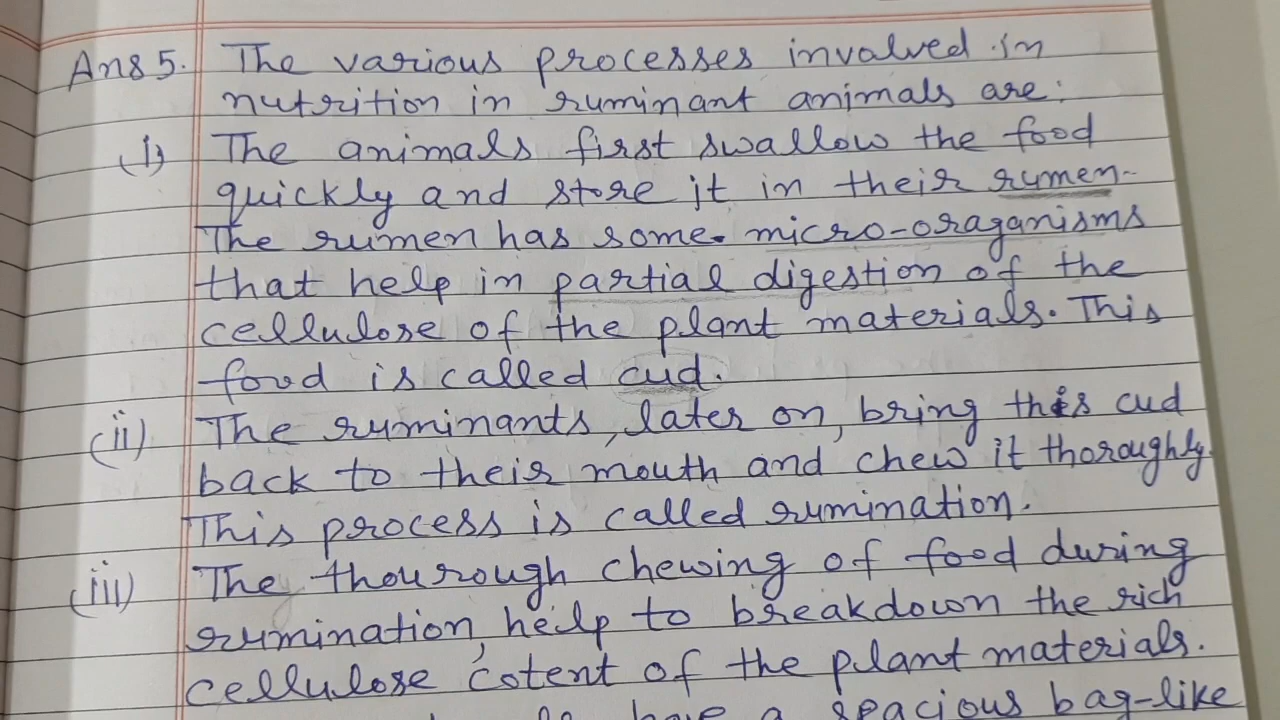 Ans 5. The various processes involved in
nutrition in ruminant animals are:
(i) The animals first swallow the food
quickly and store it in their rumen.
The rumen has some micro-oraganisms
that help in partial digestion of the
cellulose of the plant materials. This
food is called cud.
(ii) The ruminants, later on, bring this cud
back to their mouth and chew it thoroughly.
This process is called rumination.
(iii) The thourough chewing of food during
rumination, help to breakdown the rich
cellulose cotent of the plant materials.
have a spacious bag-like